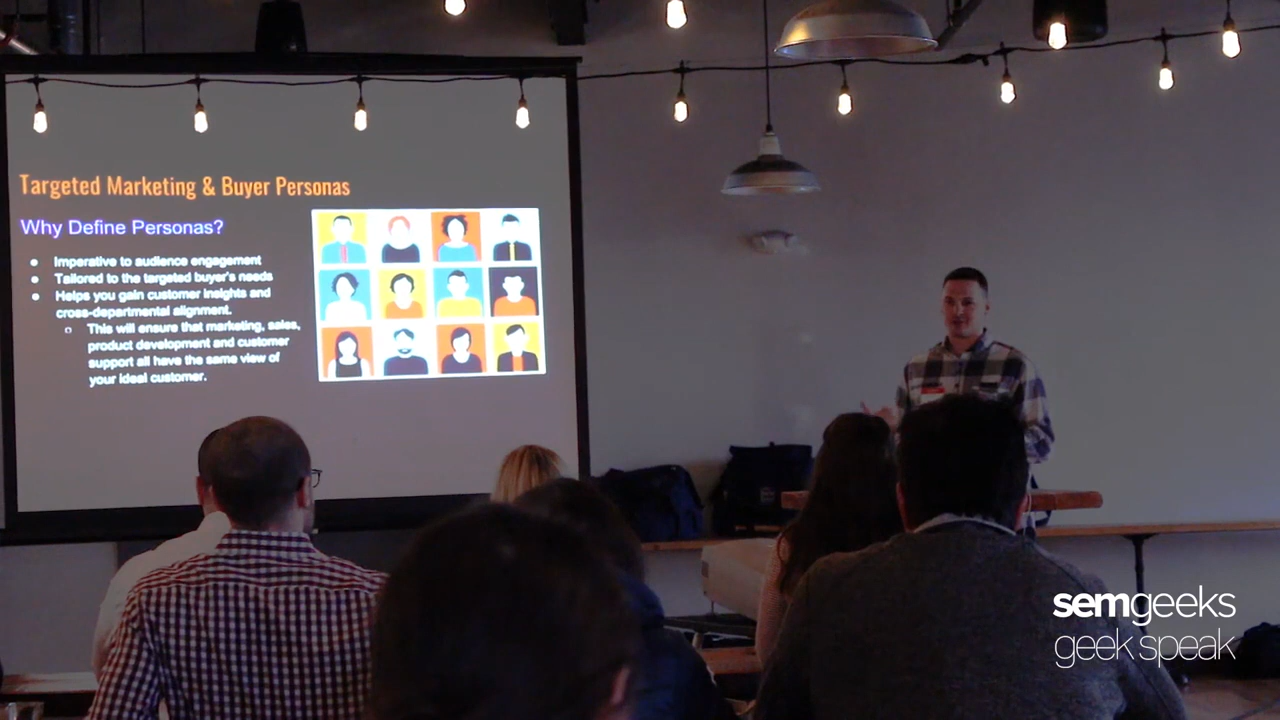 Targeted Marketing & Buyer Personas
Why Define Personas?
● Imperative to audience engagement
● Tailored to the targeted buyer's needs
● Helps you gain customer insights and
cross-departmental alignment.
○ This will ensure that marketing, sales,
product development and customer
support all have the same view of
your ideal customer.
semgeeks
geek speak